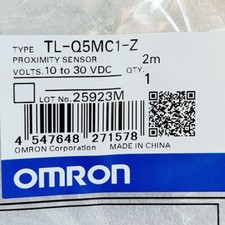 TYPE TL-Q5MC1-Z
PROXIMITY SENSOR 2m
VOLTS. 10 to 30 VDC QTY. 1
LOT No. 25923M
4 547648 271578
OMRON Corporation MADE IN CHINA
OMRON